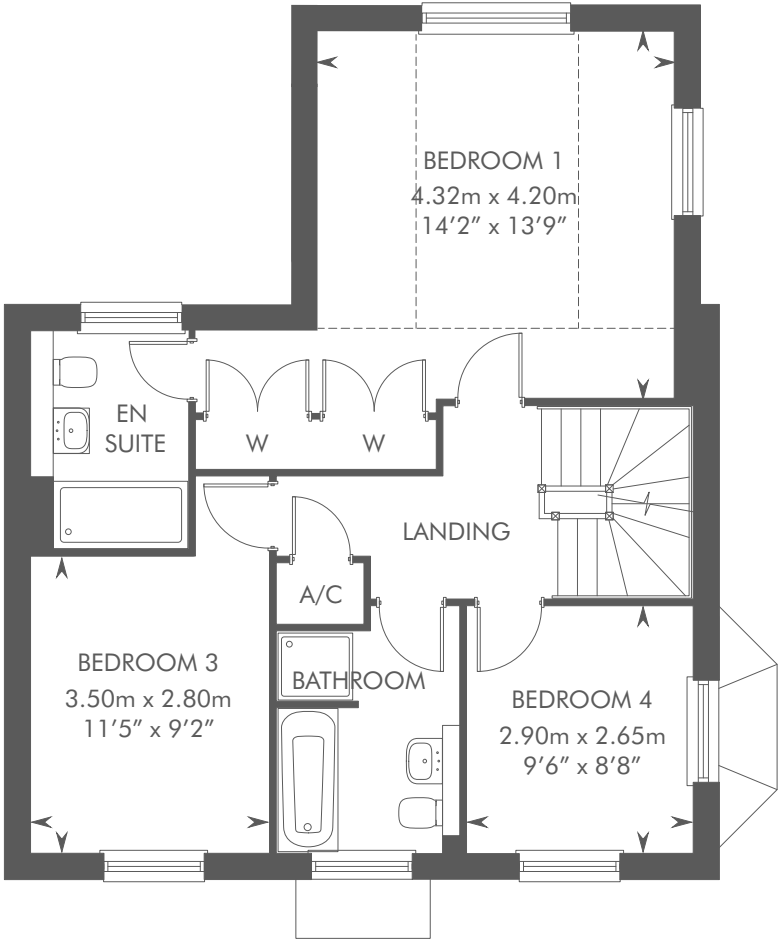 BEDROOM 1
4.32m x 4.20m
14’2” x 13’9”
EN
SUITE
W
W
LANDING
A/C
BEDROOM 3
3.50m x 2.80m
11’5” x 9’2”
BATHROOM
BEDROOM 4
2.90m x 2.65m
9’6” x 8’8”